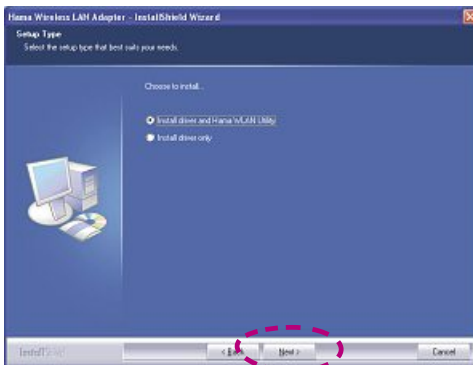 Hama Wireless LAN Adapter - InstallShield Wizard
Setup Type
Select the setup type that best suits your needs.
Choose to install...
Install driver and Hama WLAN Utility
Install driver only
InstallShield
< Back
Next >
Cancel